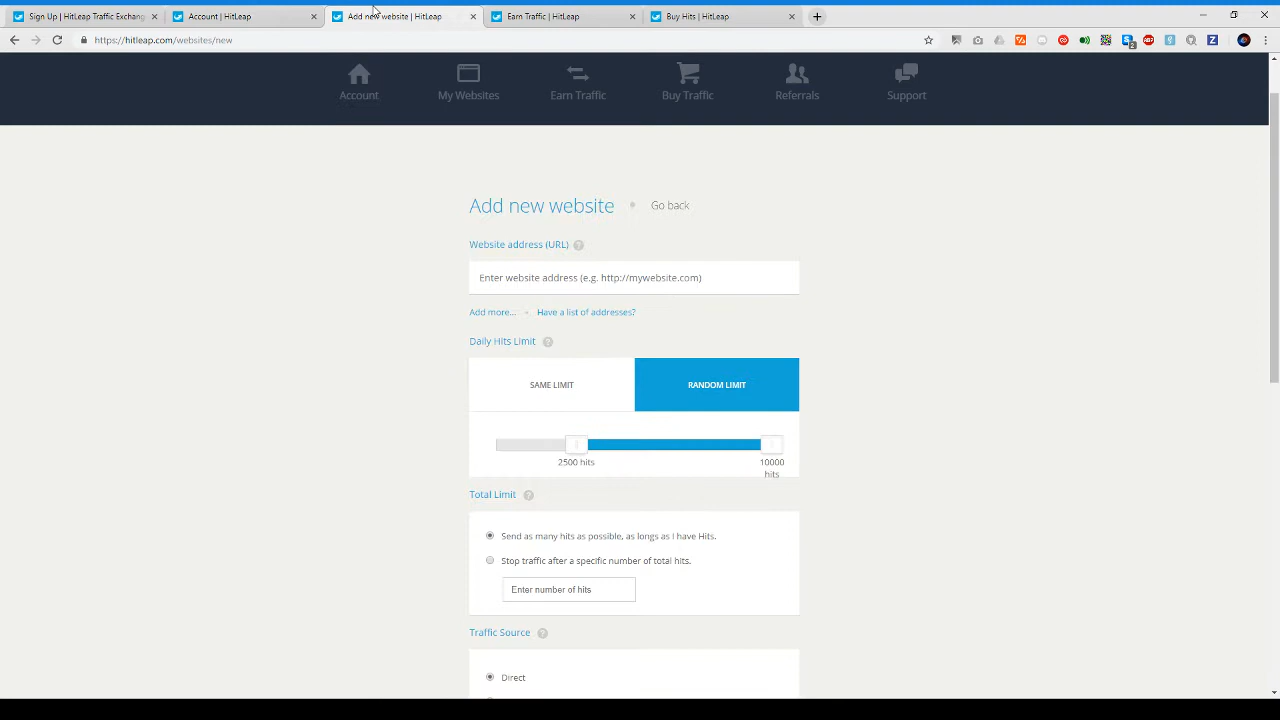 Sign Up | HitLeap Traffic Exchang
Account | HitLeap
Add new website | HitLeap
Earn Traffic | HitLeap
Buy Hits | HitLeap
https://hitleap.com/websites/new
Account
My Websites
Earn Traffic
Buy Traffic
Referrals
Support
Add new website
Go back
Website address (URL) ?
Enter website address (e.g. http://mywebsite.com)
Add more...
Have a list of addresses?
Daily Hits Limit ?
SAME LIMIT
RANDOM LIMIT
2500 hits
10000
hits
Total Limit ?
Send as many hits as possible, as longs as I have Hits.
Stop traffic after a specific number of total hits.
Enter number of hits
Traffic Source ?
Direct